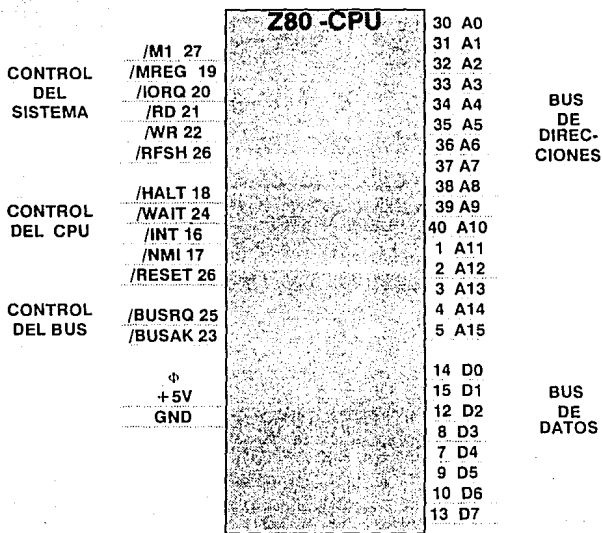 Z80 -CPU
CONTROL
DEL
SISTEMA
/M1 27
/MREG 19
/IORQ 20
/RD 21
/WR 22
/RFSH 26
CONTROL
DEL CPU
/HALT 18
/WAIT 24
/INT 16
/NMI 17
/RESET 26
CONTROL
DEL BUS
/BUSRQ 25
/BUSAK 23
Φ
+5V
GND
30 A0
31 A1
32 A2
33 A3
34 A4
35 A5
36 A6
37 A7
38 A8
39 A9
40 A10
1 A11
2 A12
3 A13
4 A14
5 A15
BUS
DE
DIREC-
CIONES
14 D0
15 D1
12 D2
8 D3
7 D4
9 D5
10 D6
13 D7
BUS
DE
DATOS